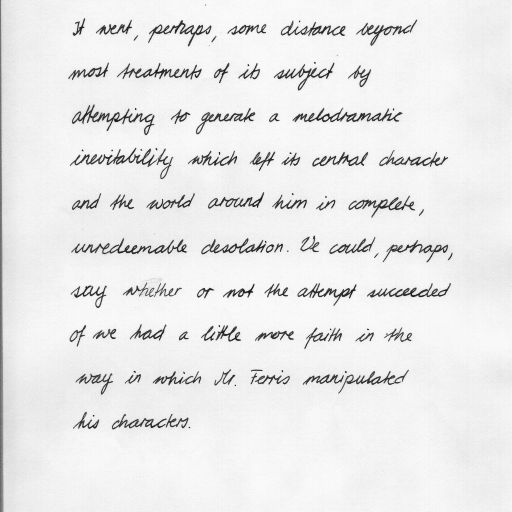 It went, perhaps, some distance beyond
most treatments of its subject by
attempting to generate a melodramatic
inevitability which left its central character
and the world around him in complete,
unredeemable desolation. We could, perhaps,
say whether or not the attempt succeeded
of we had a little more faith in the
way in which Mr. Ferris manipulated
his characters.